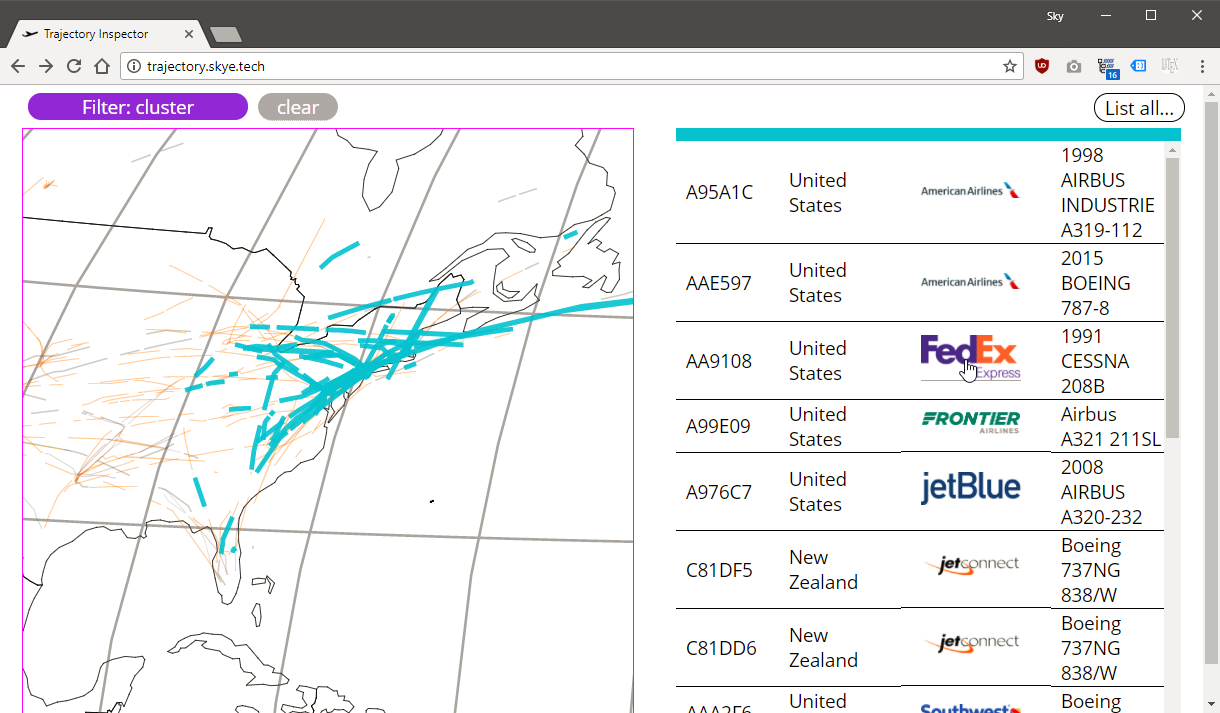 Sky
Trajectory Inspector
trajectory.skye.tech
16
Filter: cluster
clear
List all...
A95A1C
United
States
American Airlines
1998
AIRBUS
INDUSTRIE
A319-112
AAE597
United
States
American Airlines
2015
BOEING
787-8
AA9108
United
States
FedEx
Express
1991
CESSNA
208B
A99E09
United
States
FRONTIER
AIRLINES
Airbus
A321 211SL
A976C7
United
States
jetBlue
2008
AIRBUS
A320-232
C81DF5
New
Zealand
jetconnect
Boeing
737NG
838/W
C81DD6
New
Zealand
jetconnect
Boeing
737NG
838/W
United
Southwest
Boeing